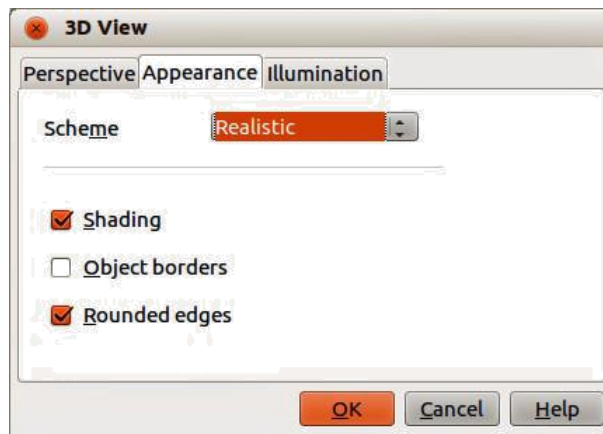 3D View
Perspective Appearance Illumination
Scheme Realistic
Shading
Object borders
Rounded edges
OK Cancel Help